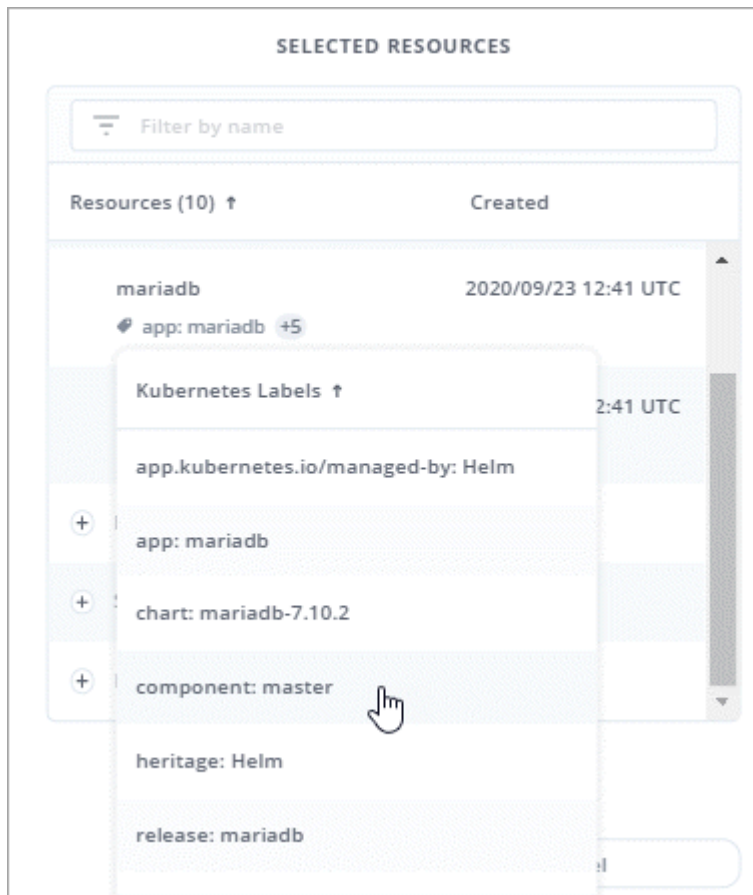 SELECTED RESOURCES
Filter by name
Resources (10) ↑ Created
mariadb 2020/09/23 12:41 UTC
app: mariadb +5
Kubernetes Labels ↑
2:41 UTC
app.kubernetes.io/managed-by: Helm
app: mariadb
chart: mariadb-7.10.2
component: master
heritage: Helm
release: mariadb